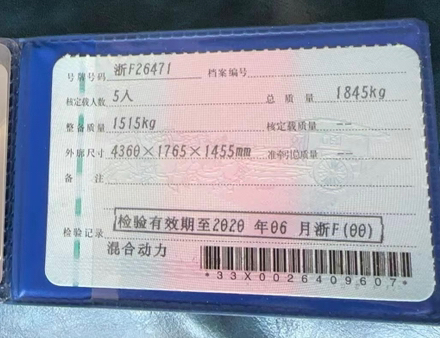 号牌号码 浙F26471 档案编号
核定载人数 5人 总质量 1845kg
整备质量 1515kg 核定载质量 —
外廓尺寸 4360×1765×1455mm 准牵引总质量 —
备注
检验记录 检验有效期至2020 年06 月浙F(00)
混合动力
*33X0026409607*